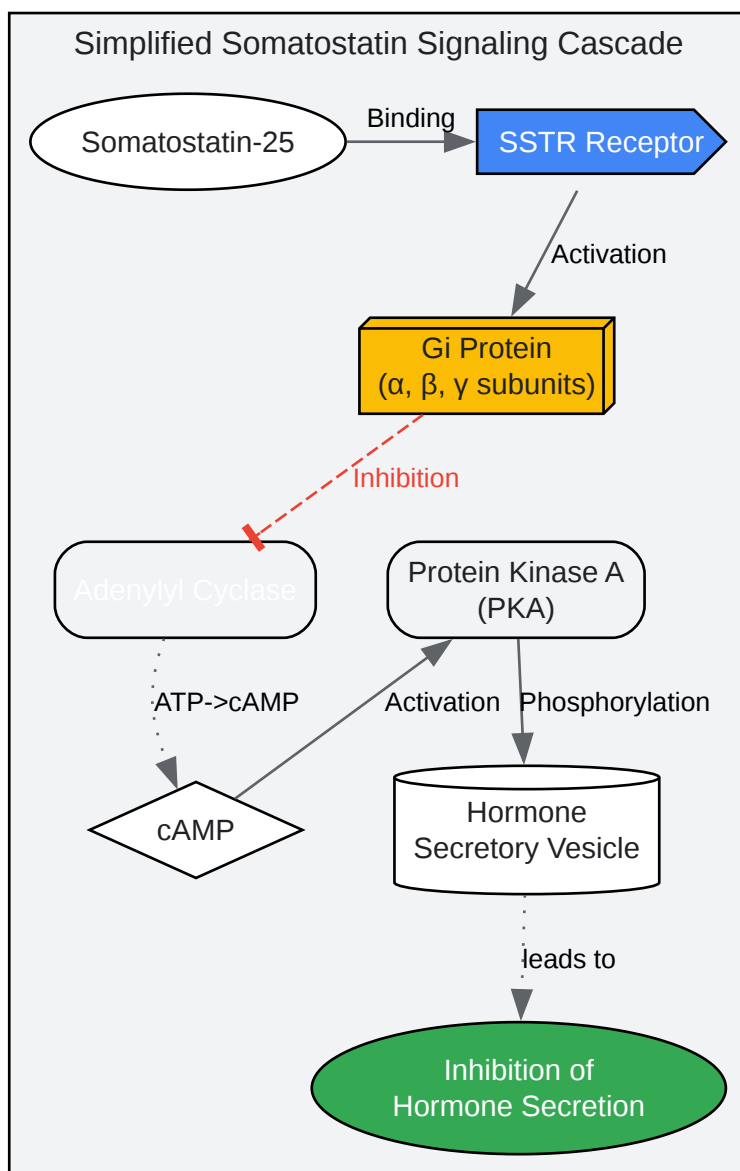 Simplified Somatostatin Signaling Cascade
Somatostatin-25
Binding
SSTR Receptor
Activation
Gi Protein
(α, β, γ subunits)
Inhibition
Adenylyl Cyclase
Protein Kinase A
(PKA)
ATP->cAMP
Activation
Phosphorylation
cAMP
Hormone
Secretory Vesicle
leads to
Inhibition of
Hormone Secretion